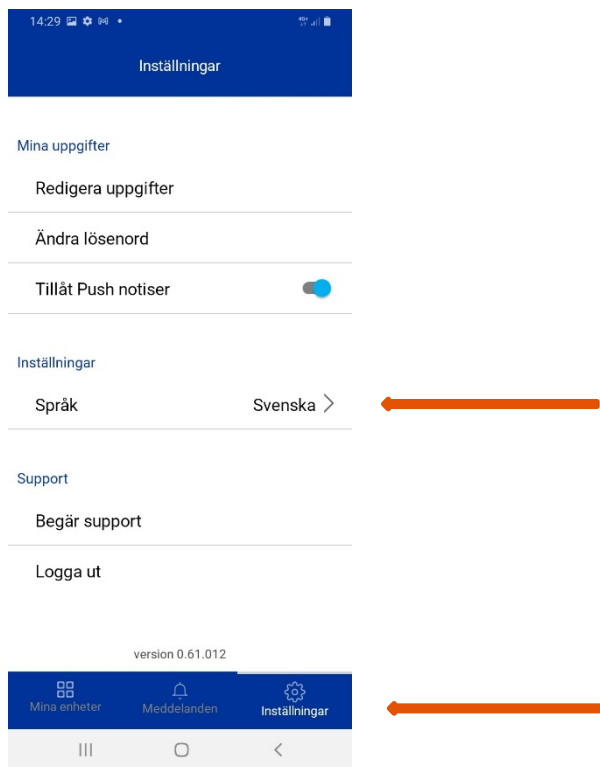 14:29
Inställningar
Mina uppgifter
Redigera uppgifter
Ändra lösenord
Tillåt Push notiser
Inställningar
Språk Svenska
Support
Begär support
Logga ut
version 0.61.012
Mina enheter Meddelanden Inställningar